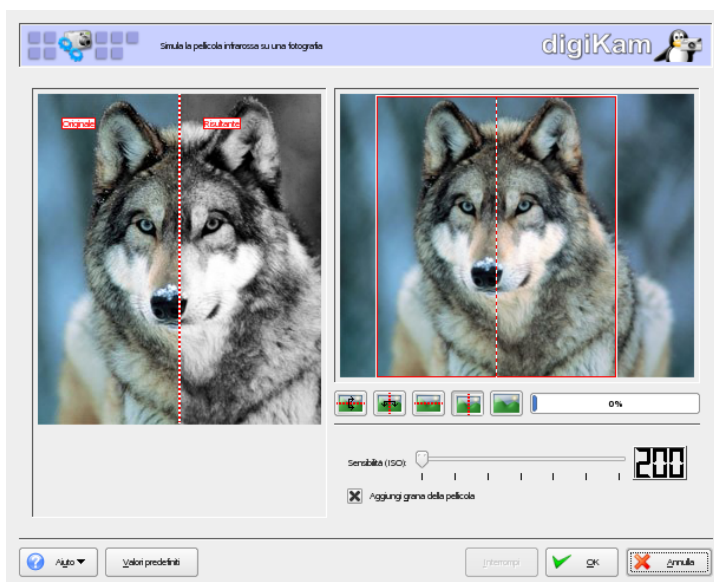 Simula la pellicola infrarossa su una fotografia
digiKam
Originale
Risultante
0%
Sensibilità (ISO):
200
Aggiungi grana della pellicola
Aiuto
Valori predefiniti
Interrompi
OK
Annulla